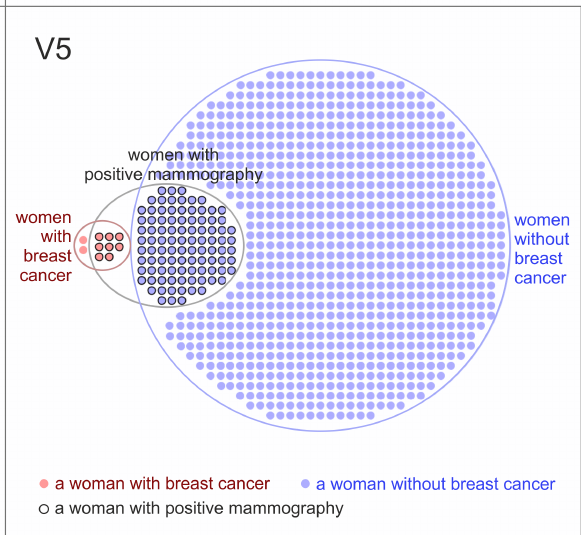 V5
women with
positive mammography
women
with
breast
cancer
women
without
breast
cancer
a woman with breast cancer
a woman without breast cancer
a woman with positive mammography